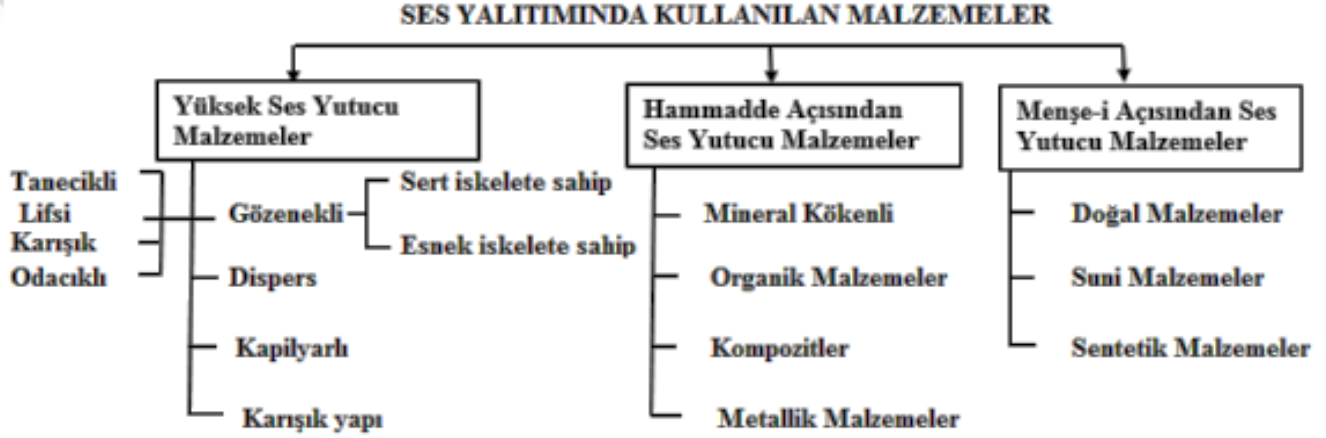 SES YALITIMINDA KULLANILAN MALZEMELER
Yüksek Ses Yutucu
Malzemeler
Tanecikli
Lifsi
Karışık
Odacıklı
Gözenekli
Sert iskelete sahip
Esnek iskelete sahip
Dispers
Kapilyarlı
Karışık yapı
Hammadde Açısından
Ses Yutucu Malzemeler
Mineral Kökenli
Organik Malzemeler
Kompozitler
Metallik Malzemeler
Menşe-i Açısından Ses
Yutucu Malzemeler
Doğal Malzemeler
Suni Malzemeler
Sentetik Malzemeler